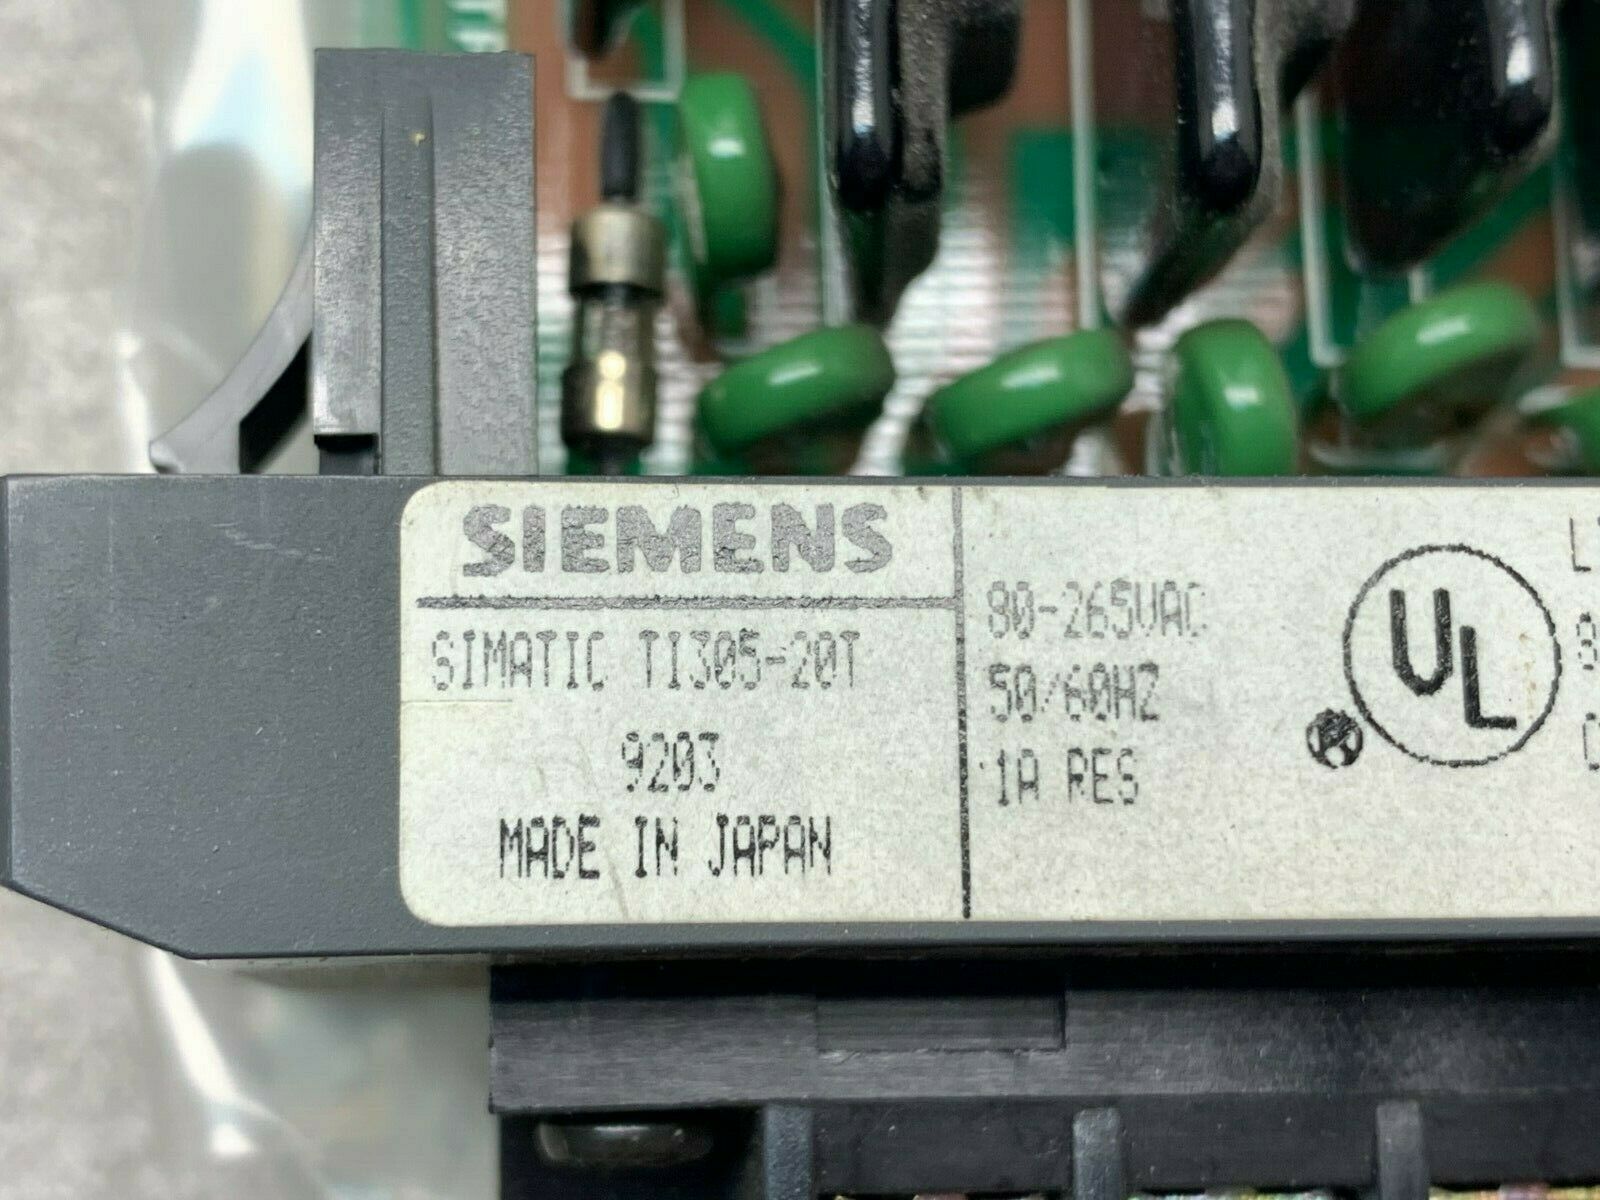 SIEMENS
SIMATIC TI305-20T
9203
MADE IN JAPAN
80-265VAC
50/60HZ
1A RES
UL